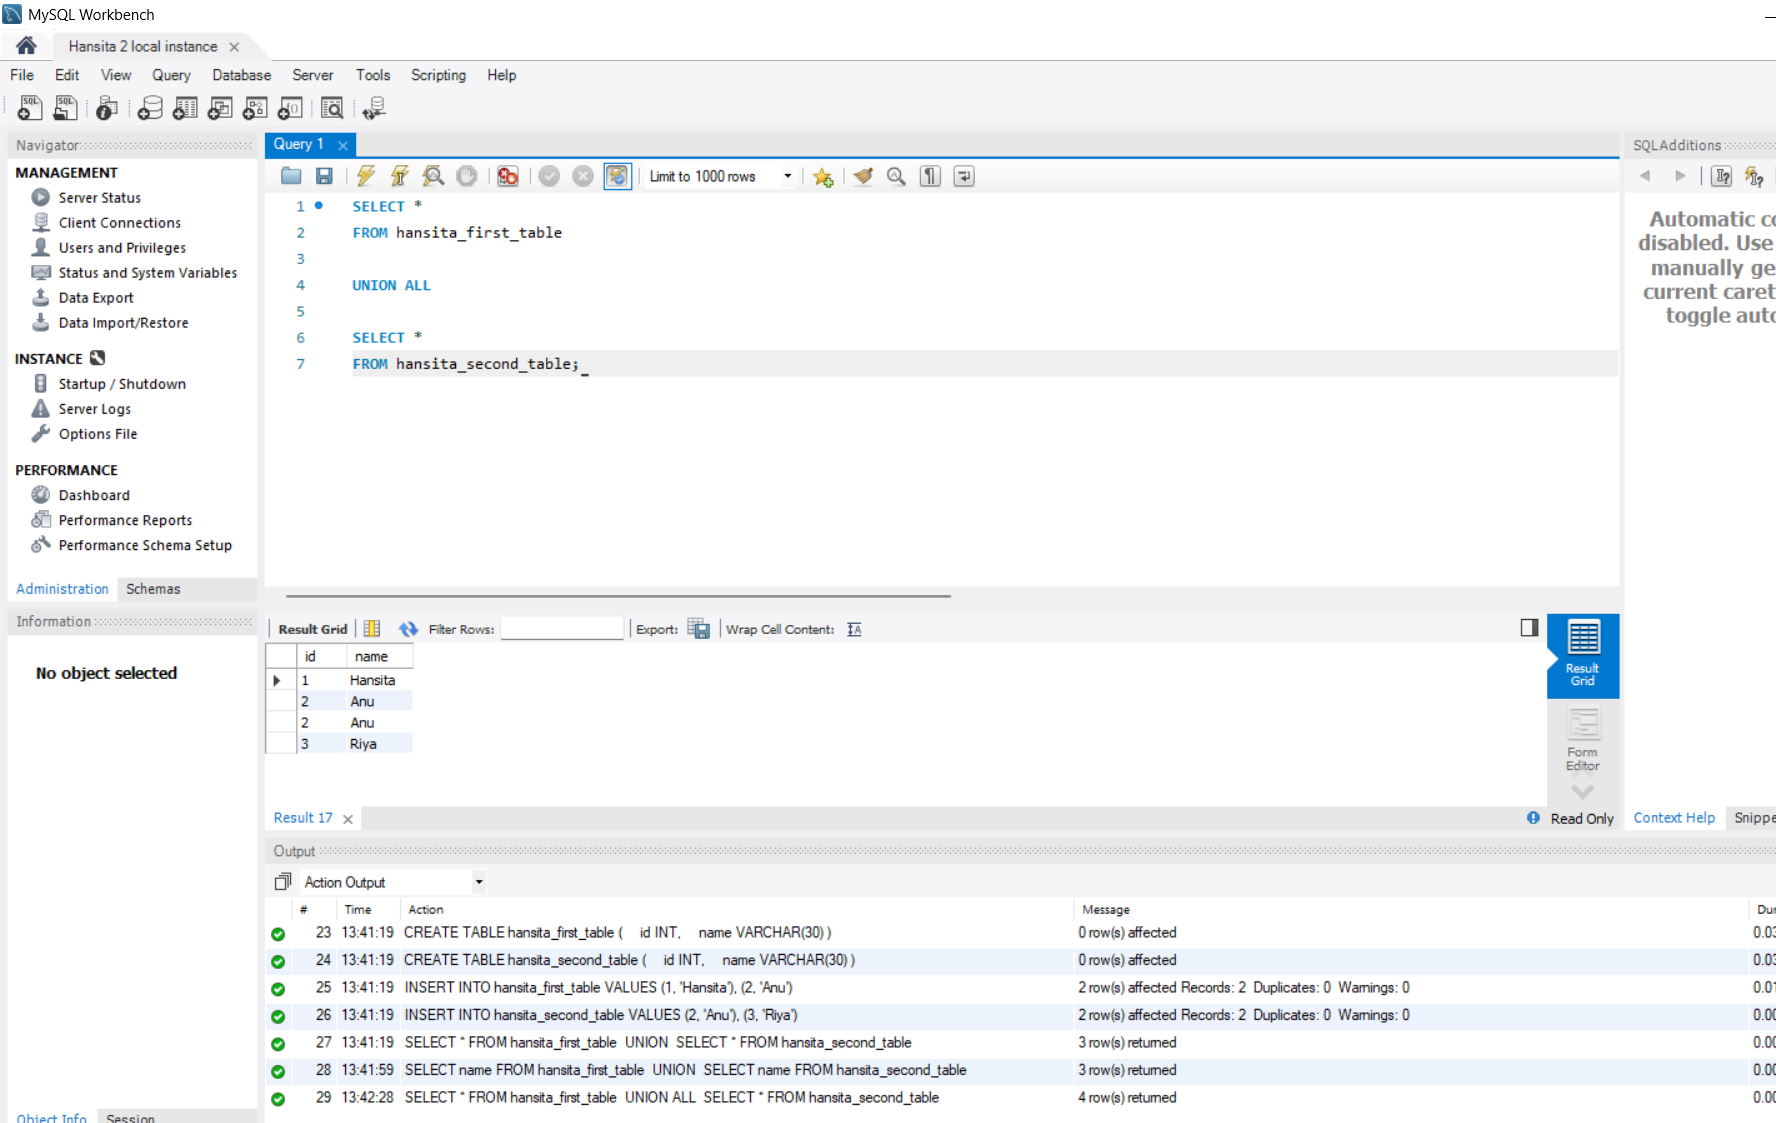 MySQL Workbench
Hansita 2 local instance
File Edit View Query Database Server Tools Scripting Help
Navigator
MANAGEMENT
Server Status
Client Connections
Users and Privileges
Status and System Variables
Data Export
Data Import/Restore
INSTANCE
Startup / Shutdown
Server Logs
Options File
PERFORMANCE
Dashboard
Performance Reports
Performance Schema Setup
Administration Schemas
Information
No object selected
Object Info Session
Query 1
Limit to 1000 rows
1 SELECT *
2 FROM hansita_first_table
3
4 UNION ALL
5
6 SELECT *
7 FROM hansita_second_table;
Result Grid Filter Rows: Export: Wrap Cell Content:
id name
1 Hansita
2 Anu
2 Anu
3 Riya
Result
Grid
Form
Editor
Result 17
Read Only
SQLAdditions
Automatic
disabled. Use
manually
current caret
toggle
Context Help
Output
Action Output
# Time Action Message
23 13:41:19 CREATE TABLE hansita_first_table ( id INT, name VARCHAR(30) ) 0 row(s) affected
24 13:41:19 CREATE TABLE hansita_second_table ( id INT, name VARCHAR(30) ) 0 row(s) affected
25 13:41:19 INSERT INTO hansita_first_table VALUES (1, 'Hansita'), (2, 'Anu') 2 row(s) affected Records: 2 Duplicates: 0 Warnings: 0
26 13:41:19 INSERT INTO hansita_second_table VALUES (2, 'Anu'), (3, 'Riya') 2 row(s) affected Records: 2 Duplicates: 0 Warnings: 0
27 13:41:19 SELECT * FROM hansita_first_table UNION SELECT * FROM hansita_second_table 3 row(s) returned
28 13:41:59 SELECT name FROM hansita_first_table UNION SELECT name FROM hansita_second_table 3 row(s) returned
29 13:42:28 SELECT * FROM hansita_first_table UNION ALL SELECT * FROM hansita_second_table 4 row(s) returned